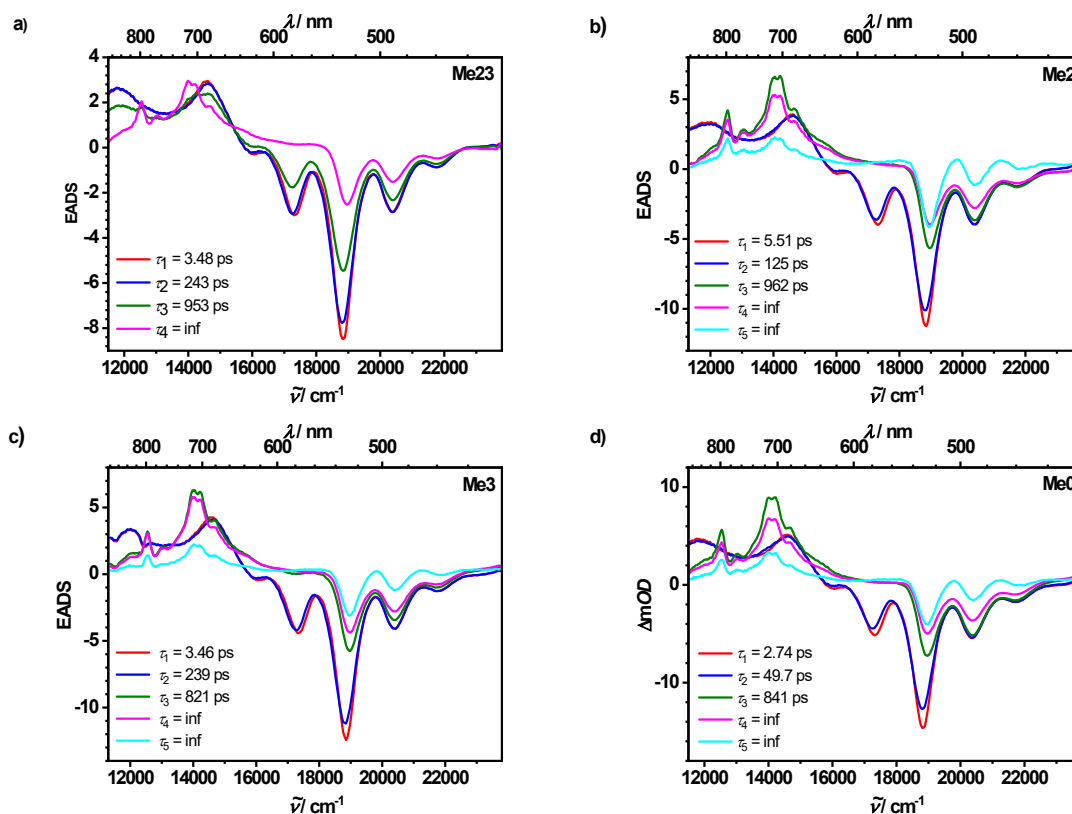 a)
λ / nm
800 700 600 500
Me23
EADS
4
2
0
-2
-4
-6
-8
τ1 = 3.48 ps
τ2 = 243 ps
τ3 = 953 ps
τ4 = inf
12000 14000 16000 18000 20000 22000
ṽ / cm-1
b)
λ / nm
800 700 600 500
Me2
EADS
5
0
-5
-10
τ1 = 5.51 ps
τ2 = 125 ps
τ3 = 962 ps
τ4 = inf
τ5 = inf
12000 14000 16000 18000 20000 22000
ṽ / cm-1
c)
λ / nm
800 700 600 500
Me3
EADS
5
0
-5
-10
τ1 = 3.46 ps
τ2 = 239 ps
τ3 = 821 ps
τ4 = inf
τ5 = inf
12000 14000 16000 18000 20000 22000
ṽ / cm-1
d)
λ / nm
800 700 600 500
Me0
ΔmOD
10
0
-10
τ1 = 2.74 ps
τ2 = 49.7 ps
τ3 = 841 ps
τ4 = inf
τ5 = inf
12000 14000 16000 18000 20000 22000
ṽ / cm-1